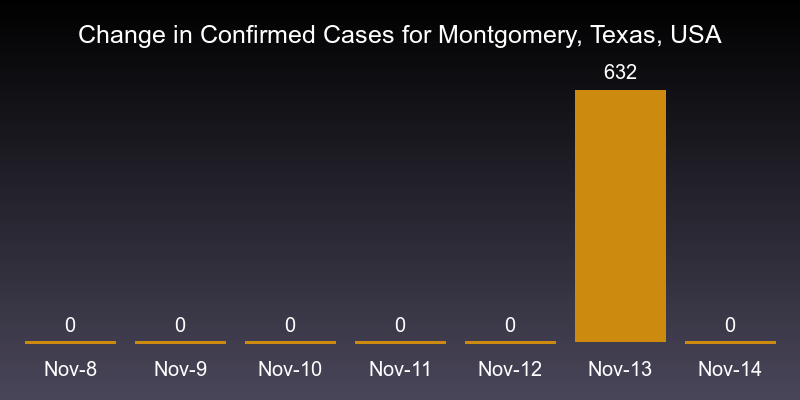 Change in Confirmed Cases for Montgomery, Texas, USA
632
0 0 0 0 0 0
Nov-8 Nov-9 Nov-10 Nov-11 Nov-12 Nov-13 Nov-14